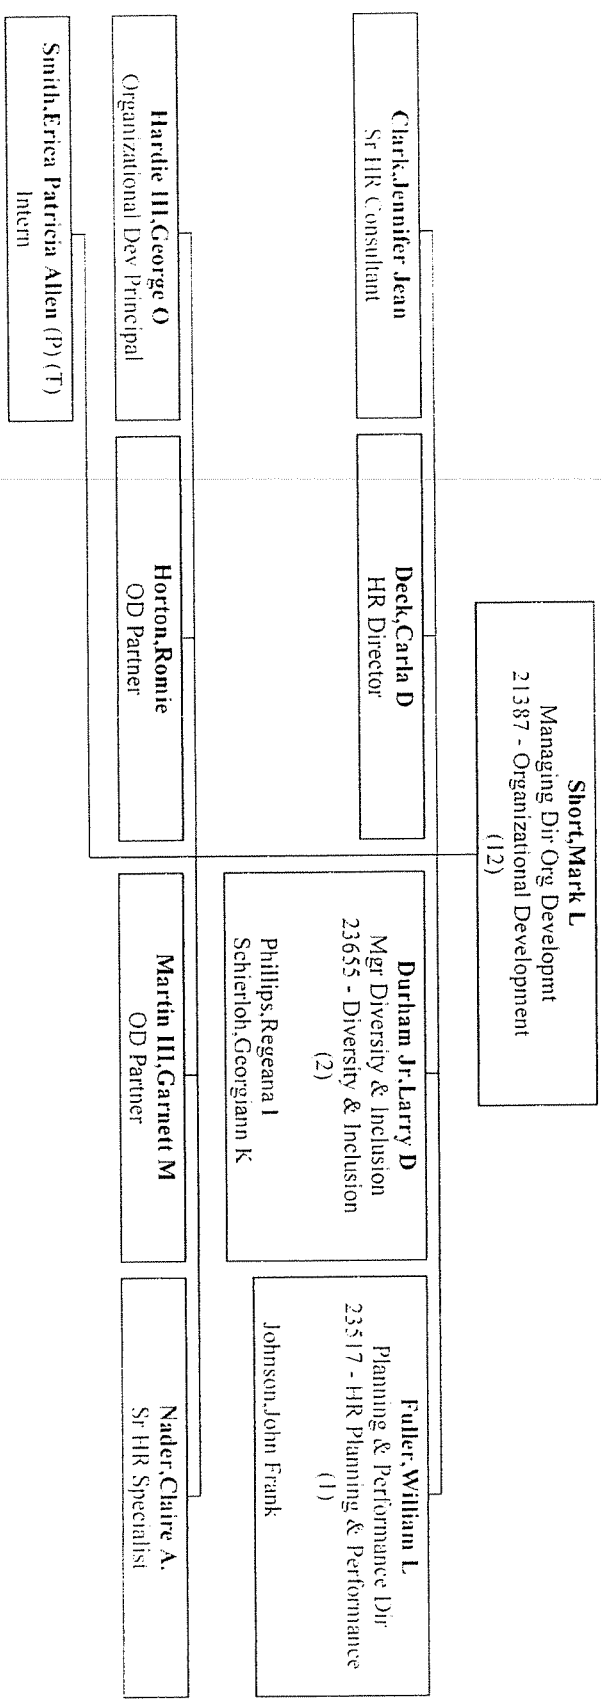 Short,Mark L
Managing Dir Org Developmt
21387 - Organizational Development
(12)
Clark,Jennifer Jean
Sr HR Consultant
Deck,Carla D
HR Director
Durham Jr,Larry D
Mgr Diversity & Inclusion
23655 - Diversity & Inclusion
(2)
Phillips,Regeana I
Schierloh,Georgiann K
Fuller,William L
Planning & Performance Dir
23517 - HR Planning & Performance
(1)
Johnson,John Frank
Hardie III,George O
Organizational Dev Principal
Horton,Romie
OD Partner
Martin III,Garnett M
OD Partner
Nader,Claire A.
Sr HR Specialist
Smith,Erica Patricia Allen (P) (T)
Intern